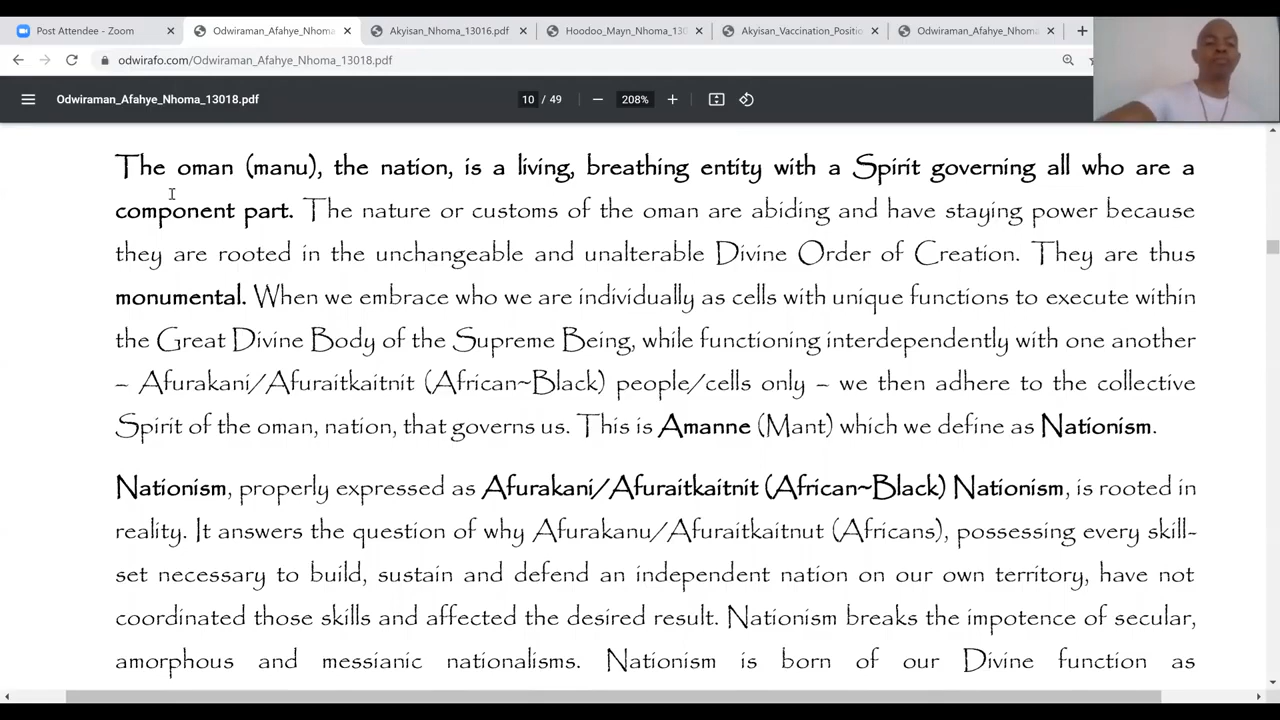 Post Attendee - Zoom
Odwiraman_Afahye_Nhoma_
Akyisan_Nhoma_13016.pdf
Hoodoo_Mayn_Nhoma_130
Akyisan_Vaccination_Positio
Odwiraman_Afahye_Nhoma
odwirafo.com/Odwiraman_Afahye_Nhoma_13018.pdf
Odwiraman_Afahye_Nhoma_13018.pdf
10 / 49
208%
The oman (manu), the nation, is a living, breathing entity with a Spirit governing all who are a
component part. The nature or customs of the oman are abiding and have staying power because
they are rooted in the unchangeable and unalterable Divine Order of Creation. They are thus
monumental. When we embrace who we are individually as cells with unique functions to execute within
the Great Divine Body of the Supreme Being, while functioning interdependently with one another
– Afurakani/Afuraitkaitnit (African~Black) people/cells only – we then adhere to the collective
Spirit of the oman, nation, that governs us. This is Amanne (Mant) which we define as Nationism.
Nationism, properly expressed as Afurakani/Afuraitkaitnit (African~Black) Nationism, is rooted in
reality. It answers the question of why Afurakanu/Afuraitkaitnut (Africans), possessing every skill-
set necessary to build, sustain and defend an independent nation on our own territory, have not
coordinated those skills and affected the desired result. Nationism breaks the impotence of secular,
amorphous and messianic nationalisms. Nationism is born of our Divine function as